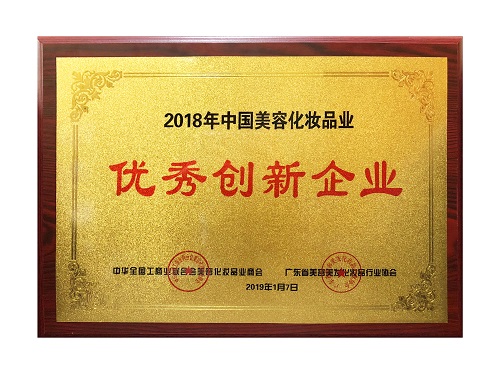 2018年中国美容化妆品业
优秀创新企业
中华全国工商业联合会美容化妆品业商会 广东省美容美发化妆品行业协会
2019年1月7日